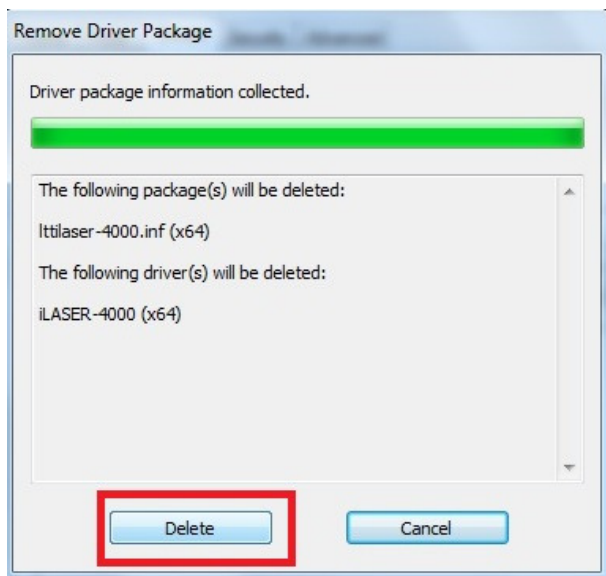 Remove Driver Package
Driver package information collected.
The following package(s) will be deleted:
lttilaser-4000.inf (x64)
The following driver(s) will be deleted:
iLASER-4000 (x64)
Delete
Cancel